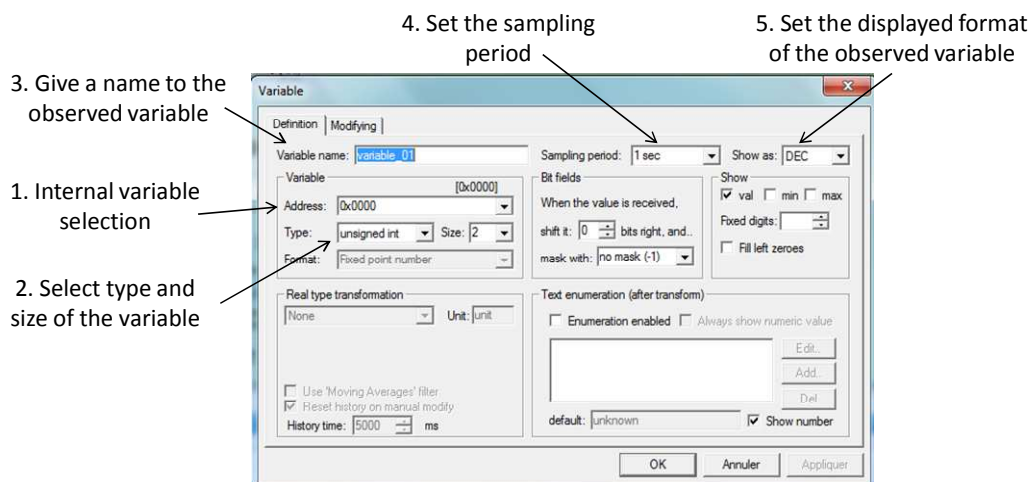 4. Set the sampling
period
5. Set the displayed format
of the observed variable
3. Give a name to the
observed variable
1. Internal variable
selection
2. Select type and
size of the variable
Variable
Definition Modifying
Variable name: variable_01 Sampling period: 1 sec Show as: DEC
Variable
[0x0000]
Address: 0x0000
Type: unsigned int Size: 2
Format: Fixed point number
Bit fields
When the value is received,
shift it: 0 bits right, and..
mask with: no mask (-1)
Show
val min max
Fixed digits:
Fill left zeroes
Real type transformation
None Unit: unit
Use 'Moving Averages' filter
Reset history on manual modify
History time: 5000 ms
Text enumeration (after transform)
Enumeration enabled Always show numeric value
Edit..
Add..
Del
default: unknown Show number
OK Annuler Appliquer